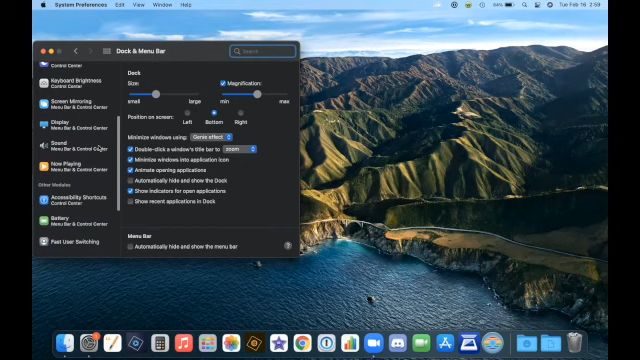 System Preferences Edit View Window Help
54% Tue Feb 16 2:59
Dock & Menu Bar
Search
Control Center
Keyboard Brightness
Control Center
Screen Mirroring
Menu Bar & Control Center
Display
Menu Bar & Control Center
Sound
Menu Bar & Control Center
Now Playing
Menu Bar & Control Center
Other Modules
Accessibility Shortcuts
Control Center
Battery
Menu Bar & Control Center
Fast User Switching
Dock
Size:
Magnification:
small large min max
Position on screen:
Left Bottom Right
Minimize windows using: Genie effect
Double-click a window's title bar to zoom
Minimize windows into application icon
Animate opening applications
Automatically hide and show the Dock
Show indicators for open applications
Show recent applications in Dock
Menu Bar
Automatically hide and show the menu bar
?